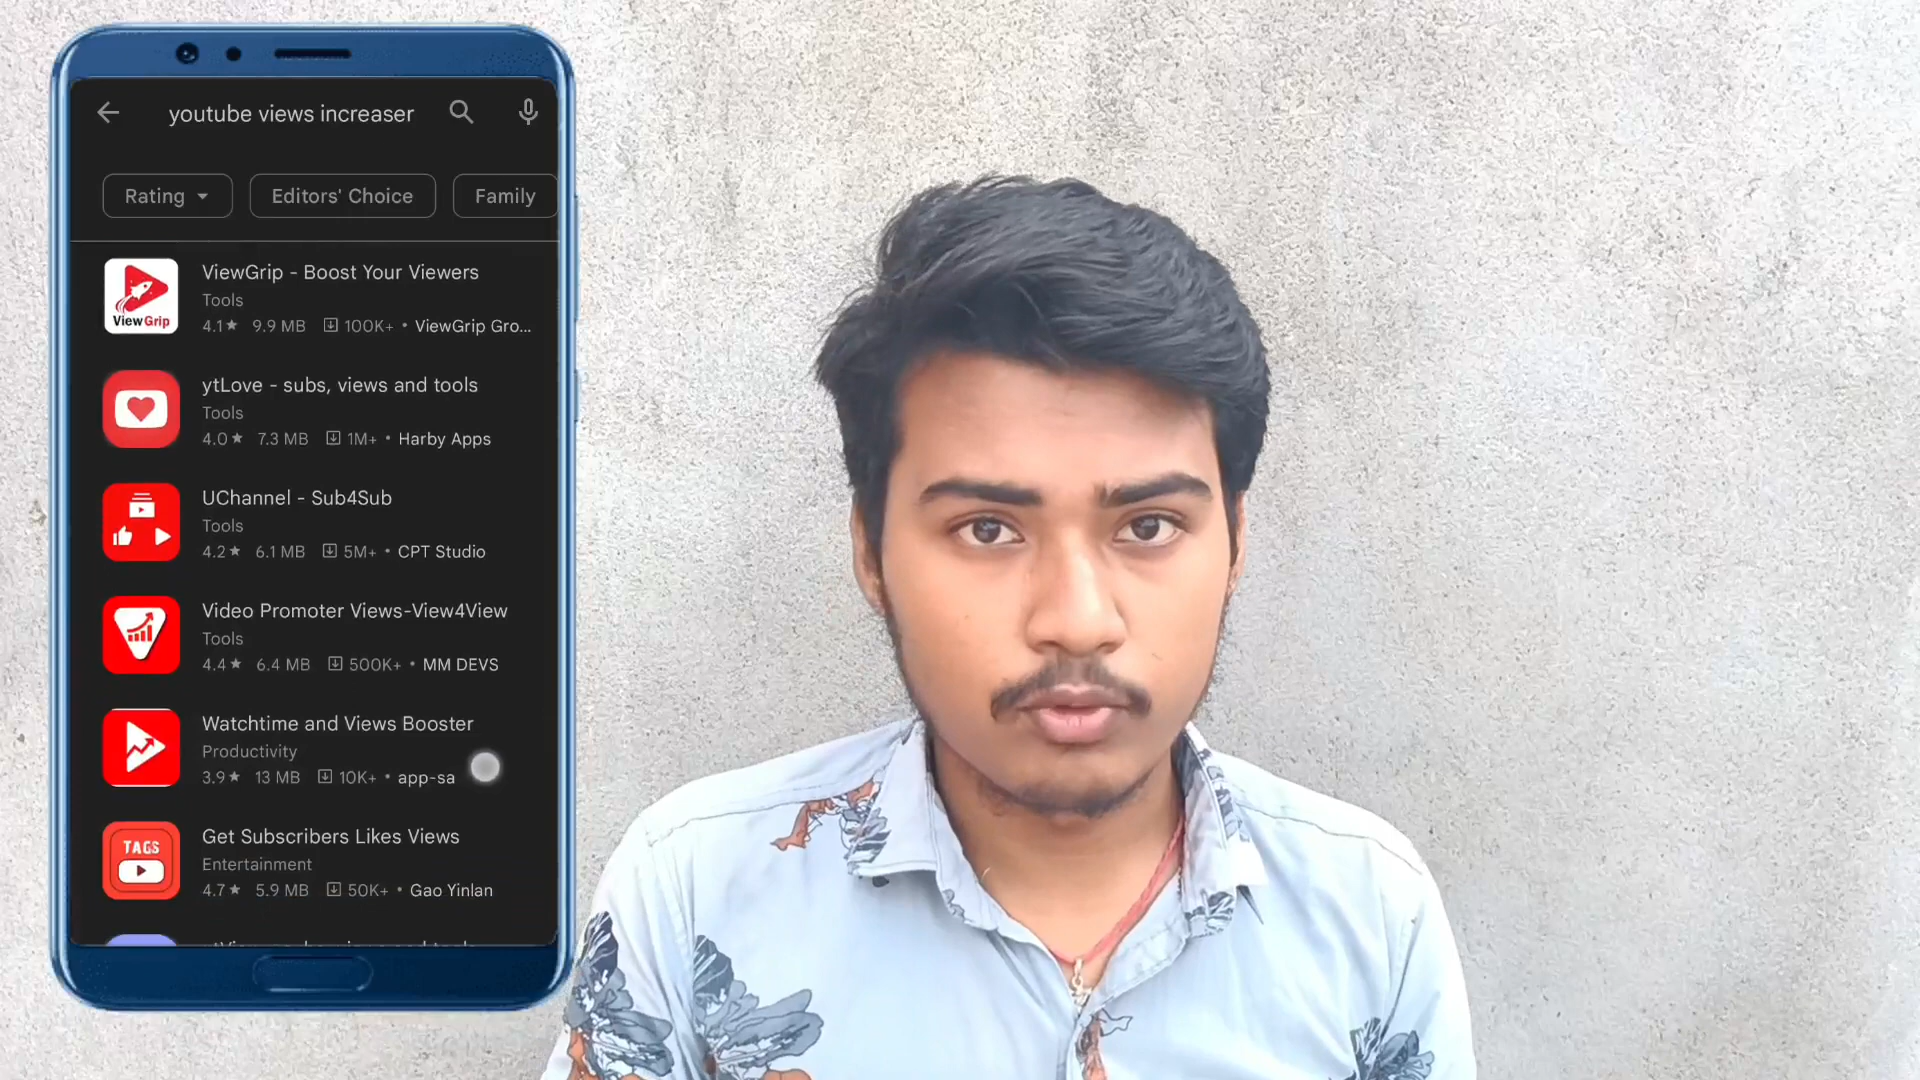 youtube views increaser
Rating
Editors' Choice
Family
ViewGrip - Boost Your Viewers
Tools
4.1★ 9.9 MB 100K+ • ViewGrip Gro...
ViewGrip
ytLove - subs, views and tools
Tools
4.0★ 7.3 MB 1M+ • Harby Apps
UChannel - Sub4Sub
Tools
4.2★ 6.1 MB 5M+ • CPT Studio
Video Promoter Views-View4View
Tools
4.4★ 6.4 MB 500K+ • MM DEVS
Watchtime and Views Booster
Productivity
3.9★ 13 MB 10K+ • app-sa
TAGS
Get Subscribers Likes Views
Entertainment
4.7★ 5.9 MB 50K+ • Gao Yinlan